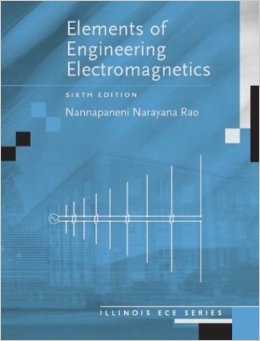 Elements of
Engineering
Electromagnetics
SIXTH EDITION
Nannapaneni Narayana Rao
ILLINOIS ECE SERIES